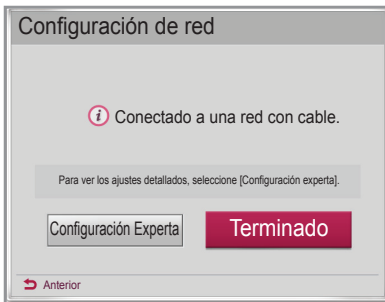 Configuración de red
Conectado a una red con cable.
Para ver los ajustes detallados, seleccione [Configuración experta].
Configuración Experta
Terminado
Anterior